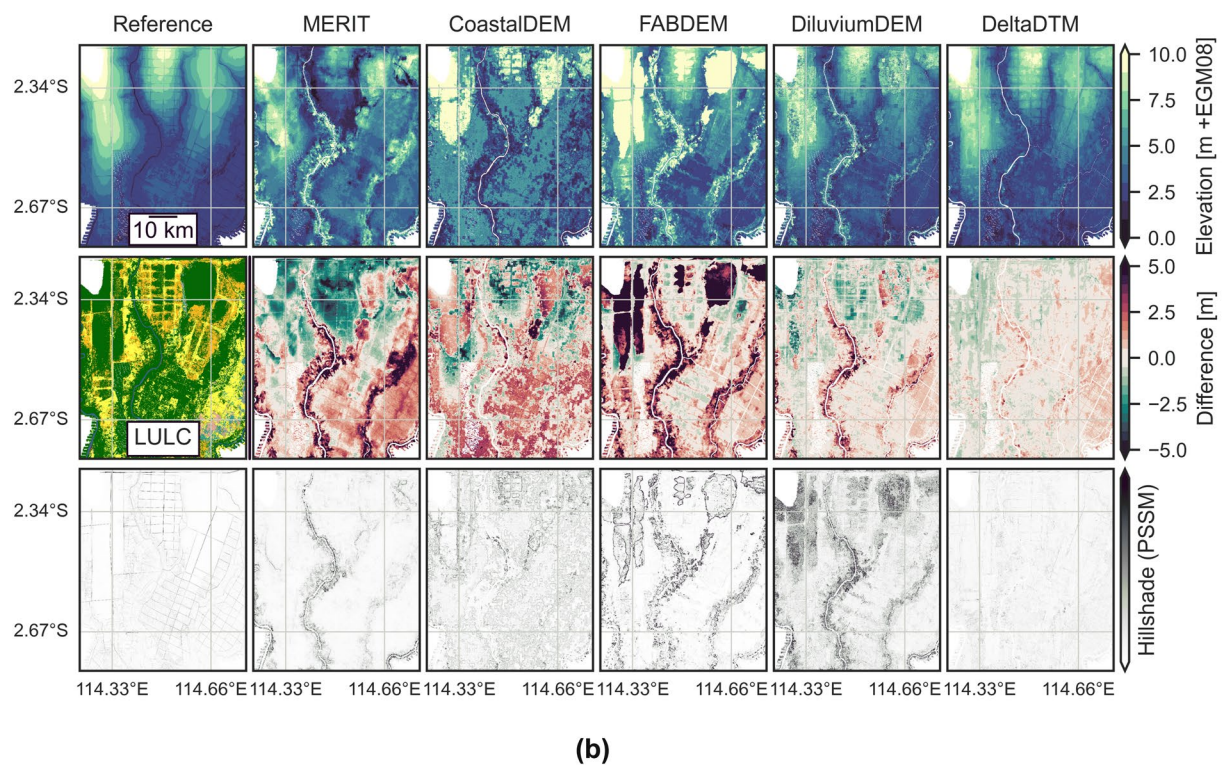 Reference MERIT CoastalDEM FABDEM DiluviumDEM DeltaDTM
2.34°S
2.67°S
10 km
10.0
7.5
5.0
2.5
0.0
Elevation [m +EGM08]
2.34°S
2.67°S
LULC
5.0
2.5
0.0
−2.5
−5.0
Difference [m]
2.34°S
2.67°S
Hillshade (PSSM)
114.33°E 114.66°E 114.33°E 114.66°E 114.33°E 114.66°E 114.33°E 114.66°E 114.33°E 114.66°E 114.33°E 114.66°E
(b)